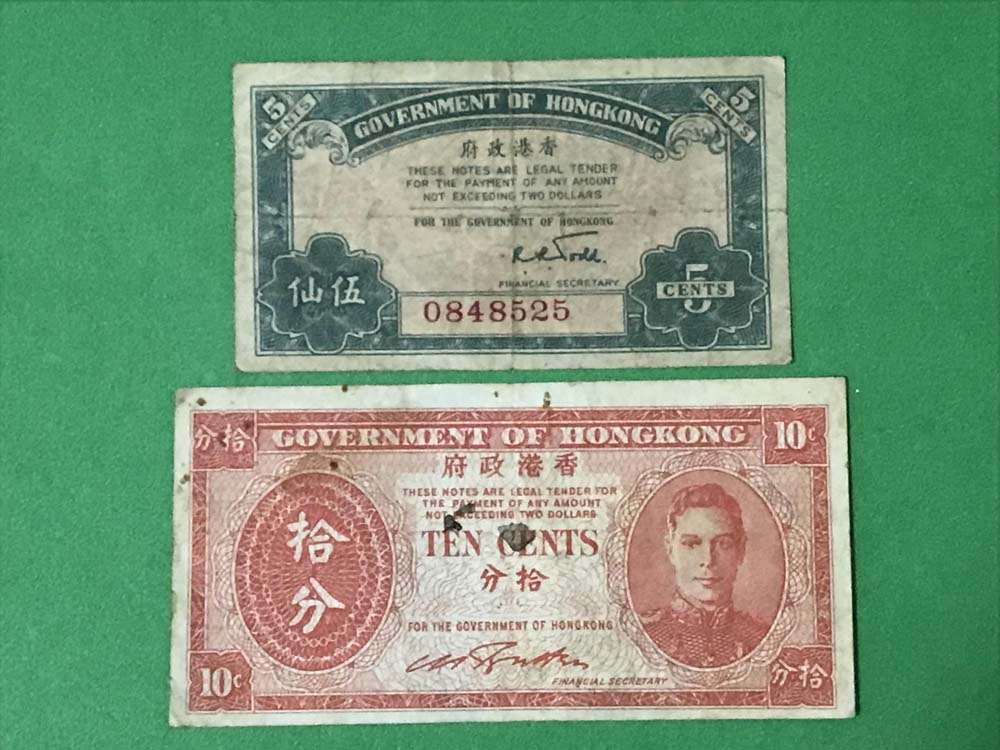 5
CENTS
GOVERNMENT OF HONGKONG
5
CENTS
府政港香
THESE NOTES ARE LEGAL TENDER
FOR THE PAYMENT OF ANY AMOUNT
NOT EXCEEDING TWO DOLLARS
FOR THE GOVERNMENT OF HONGKONG
R R Todd.
FINANCIAL SECRETARY
仙伍
0848525
5
CENTS
分拾
GOVERNMENT OF HONGKONG
10c
府政港香
THESE NOTES ARE LEGAL TENDER FOR
THE PAYMENT OF ANY AMOUNT
NOT EXCEEDING TWO DOLLARS
拾
分
TEN CENTS
分拾
FOR THE GOVERNMENT OF HONGKONG
FINANCIAL SECRETARY
10c
分拾